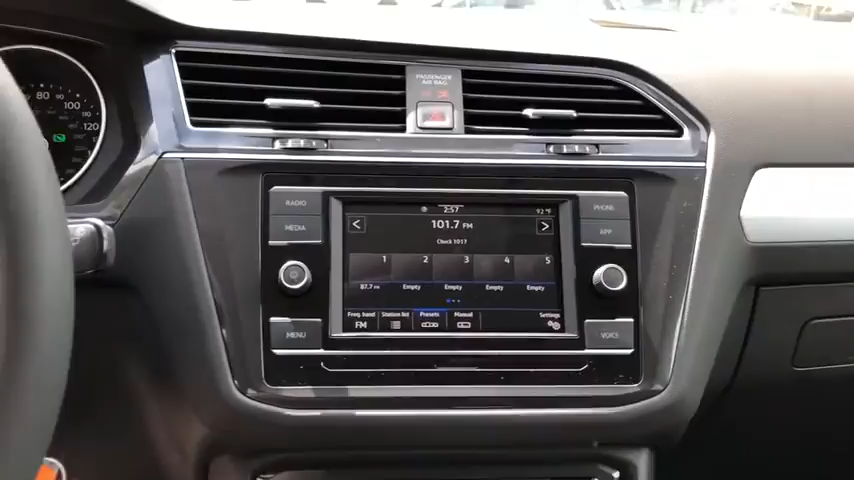 PASSENGER
AIR BAG
80
100
110
120
RADIO
MEDIA
MENU
PHONE
APP
VOICE
2:57
92 °F
101.7 FM
Clock 1017
1 2 3 4 5
87.7 FM Empty Empty Empty Empty
Freq. band Station list Presets Manual Settings
FM